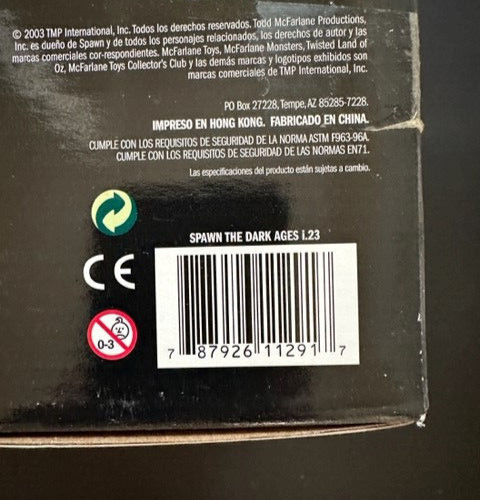 © 2003 TMP International, Inc. Todos los derechos reservados. Todd McFarlane Productions,
Inc. es dueño de Spawn y de todos los personajes relacionados, los derechos de autor y las
marcas comerciales cor-respondientes. McFarlane Toys, McFarlane Monsters, Twisted Land of
Oz, McFarlane Toys Collector's Club y las demás marcas y logotipos exhibidos son
marcas comerciales de TMP International, Inc.
PO Box 27228, Tempe, AZ 85285-7228.
IMPRESO EN HONG KONG. FABRICADO EN CHINA.
CUMPLE CON LOS REQUISITOS DE SEGURIDAD DE LA NORMA ASTM F963-96A.
CUMPLE CON LOS REQUISITOS DE SEGURIDAD DE LAS NORMAS EN71.
Las especificaciones del producto están sujetas a cambio.
SPAWN THE DARK AGES i.23
CE
0-3
7 87926 11291 7